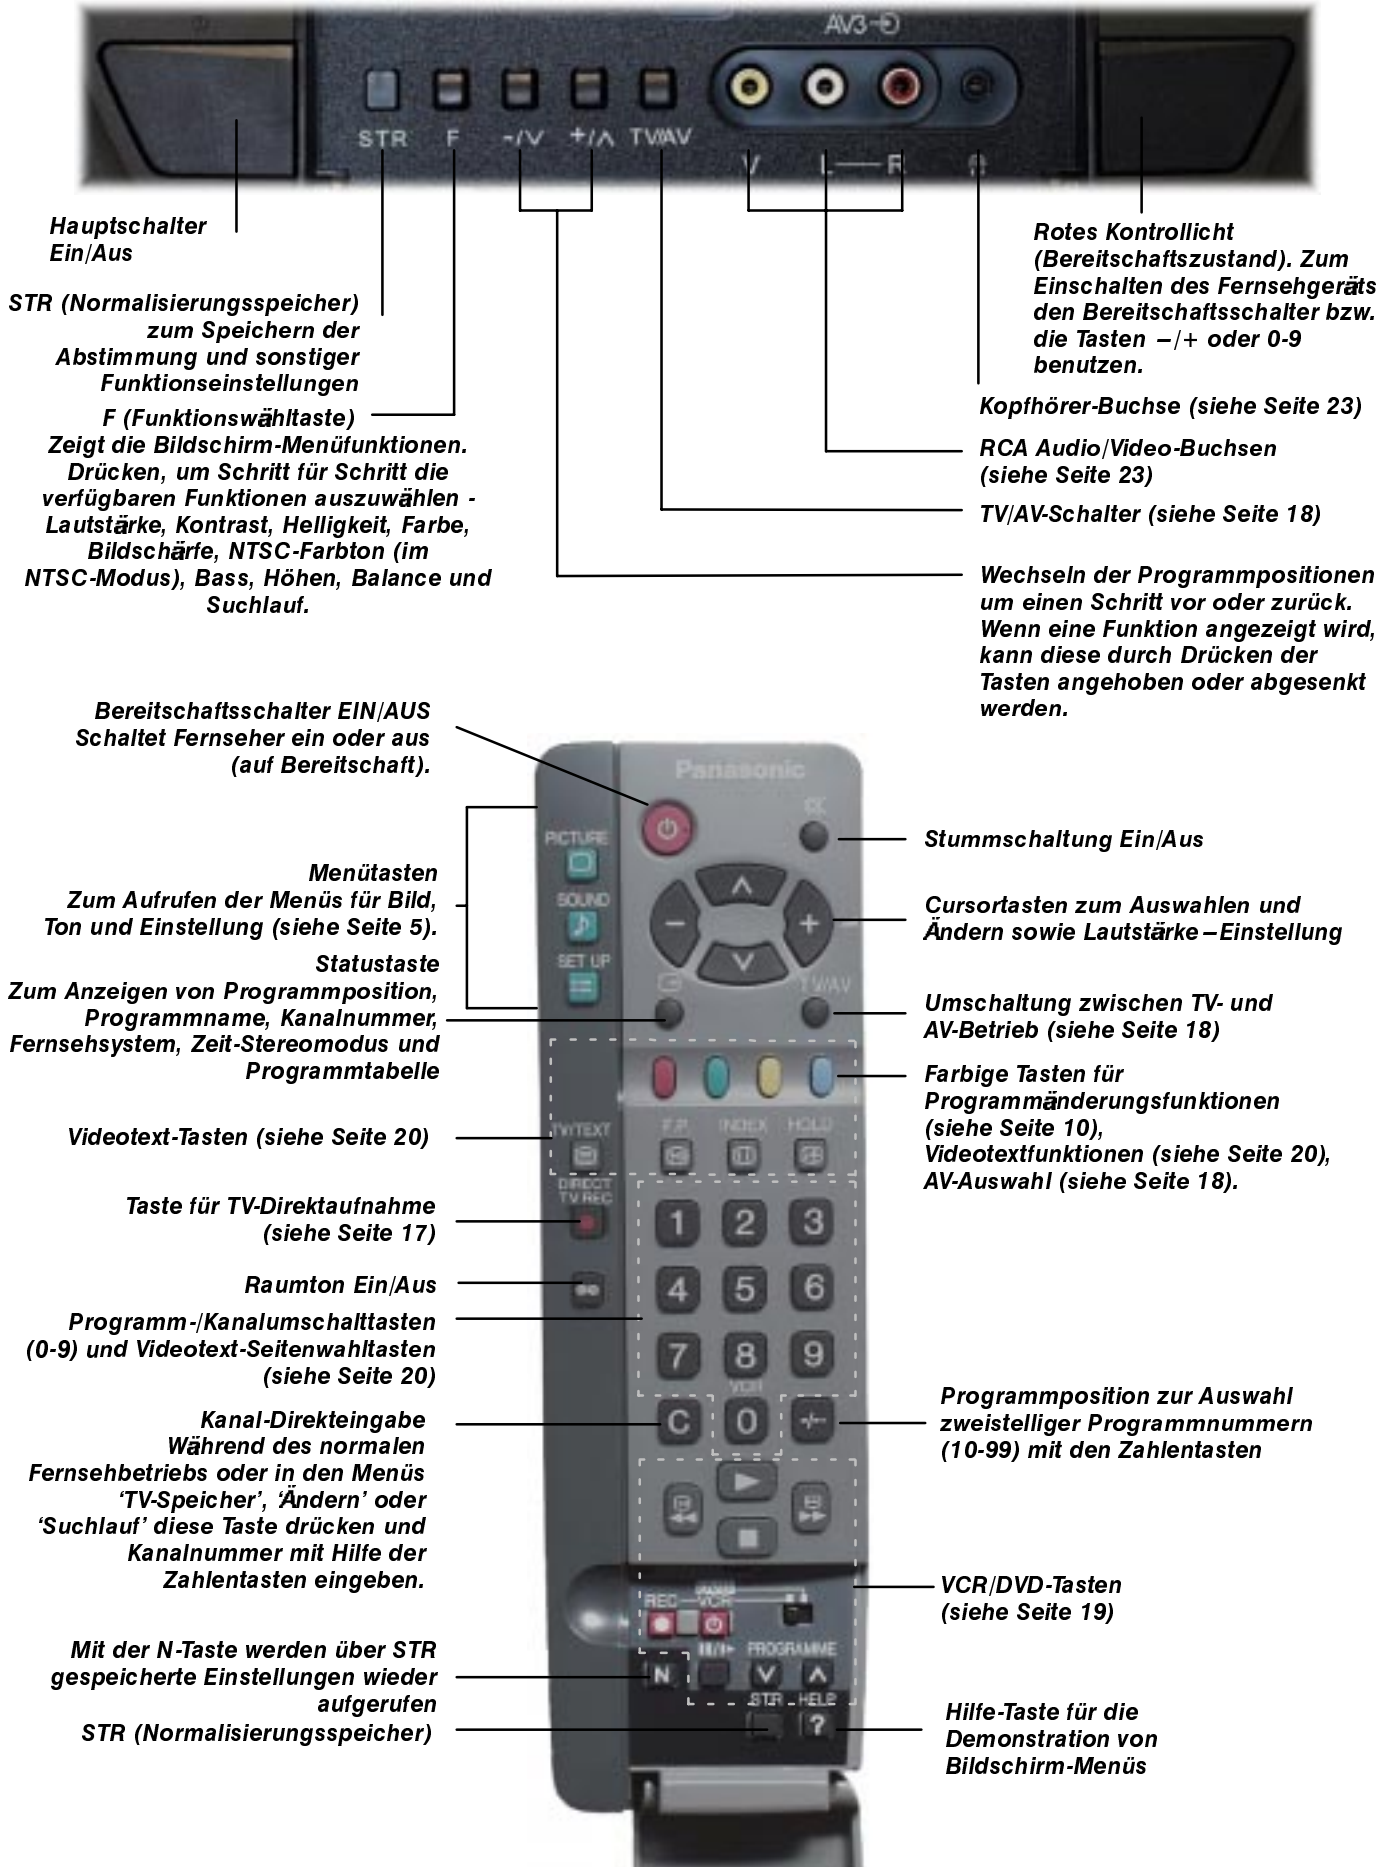 AV3
STR F -/∨ +/∧ TV/AV
V L R
Hauptschalter
Ein/Aus
STR (Normalisierungsspeicher)
zum Speichern der
Abstimmung und sonstiger
Funktionseinstellungen
F (Funktionswähltaste)
Zeigt die Bildschirm-Menüfunktionen.
Drücken, um Schritt für Schritt die
verfügbaren Funktionen auszuwählen -
Lautstärke, Kontrast, Helligkeit, Farbe,
Bildschärfe, NTSC-Farbton (im
NTSC-Modus), Bass, Höhen, Balance und
Suchlauf.
Rotes Kontrollicht
(Bereitschaftszustand). Zum
Einschalten des Fernsehgeräts
den Bereitschaftsschalter bzw.
die Tasten –/+ oder 0-9
benutzen.
Kopfhörer-Buchse (siehe Seite 23)
RCA Audio/Video-Buchsen
(siehe Seite 23)
TV/AV-Schalter (siehe Seite 18)
Wechseln der Programmpositionen
um einen Schritt vor oder zurück.
Wenn eine Funktion angezeigt wird,
kann diese durch Drücken der
Tasten angehoben oder abgesenkt
werden.
Bereitschaftsschalter EIN/AUS
Schaltet Fernseher ein oder aus
(auf Bereitschaft).
Menütasten
Zum Aufrufen der Menüs für Bild,
Ton und Einstellung (siehe Seite 5).
Statustaste
Zum Anzeigen von Programmposition,
Programmname, Kanalnummer,
Fernsehsystem, Zeit-Stereomodus und
Programmtabelle
Videotext-Tasten (siehe Seite 20)
Taste für TV-Direktaufnahme
(siehe Seite 17)
Raumton Ein/Aus
Programm-/Kanalumschalttasten
(0-9) und Videotext-Seitenwahltasten
(siehe Seite 20)
Kanal-Direkteingabe
Während des normalen
Fernsehbetriebs oder in den Menüs
‘TV-Speicher’, ‘Ändern’ oder
‘Suchlauf’ diese Taste drücken und
Kanalnummer mit Hilfe der
Zahlentasten eingeben.
Mit der N-Taste werden über STR
gespeicherte Einstellungen wieder
aufgerufen
STR (Normalisierungsspeicher)
Panasonic
PICTURE
SOUND
SET UP
TV/AV
TV/TEXT F.P. INDEX HOLD
DIRECT
TV REC
1 2 3
4 5 6
7 8 9
VCR
C 0 -/--
REC VCR
PROGRAMME
N ∨ ∧
STR HELP
?
Stummschaltung Ein/Aus
Cursortasten zum Auswahlen und
Ändern sowie Lautstärke–Einstellung
Umschaltung zwischen TV- und
AV-Betrieb (siehe Seite 18)
Farbige Tasten für
Programmänderungsfunktionen
(siehe Seite 10),
Videotextfunktionen (siehe Seite 20),
AV-Auswahl (siehe Seite 18).
Programmposition zur Auswahl
zweistelliger Programmnummern
(10-99) mit den Zahlentasten
VCR/DVD-Tasten
(siehe Seite 19)
Hilfe-Taste für die
Demonstration von
Bildschirm-Menüs